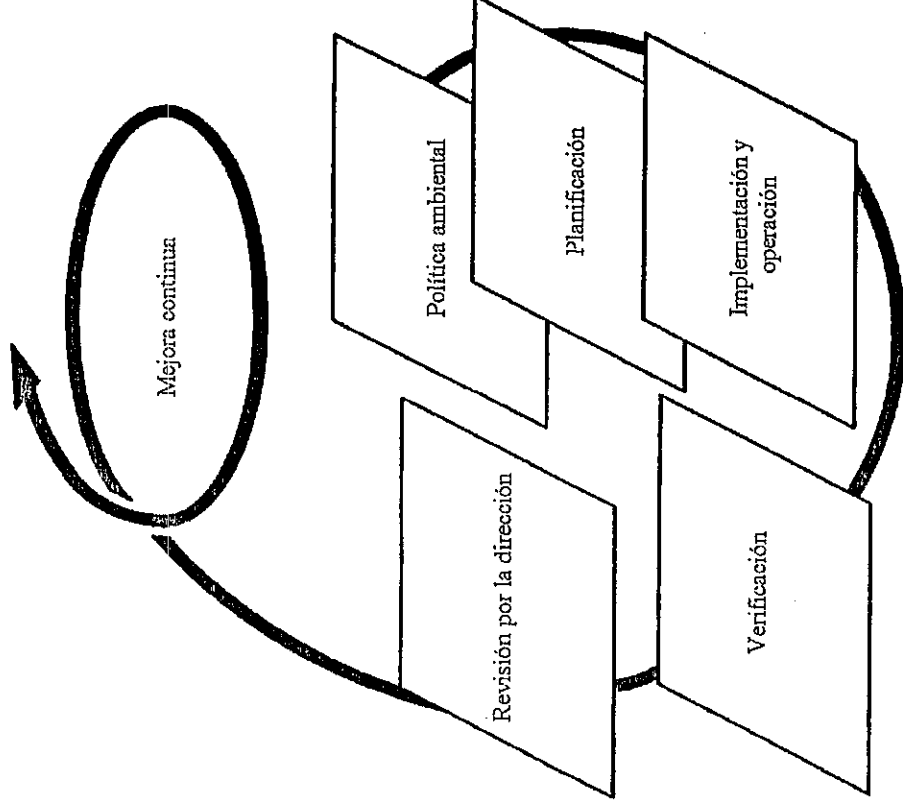 Mejora continua
Política ambiental
Planificación
Implementación y
operación
Verificación
Revisión por la dirección